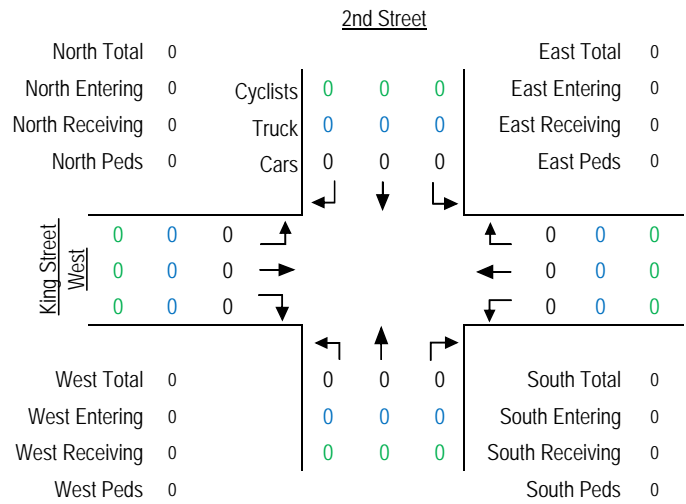 2nd Street
North Total 0
East Total 0
North Entering 0
Cyclists 0 0 0
East Entering 0
North Receiving 0
Truck 0 0 0
East Receiving 0
North Peds 0
Cars 0 0 0
East Peds 0
King Street
West
0 0 0
0 0 0
0 0 0
0 0 0
0 0 0
0 0 0
West Total 0
0 0 0
South Total 0
West Entering 0
0 0 0
South Entering 0
West Receiving 0
0 0 0
South Receiving 0
West Peds 0
South Peds 0